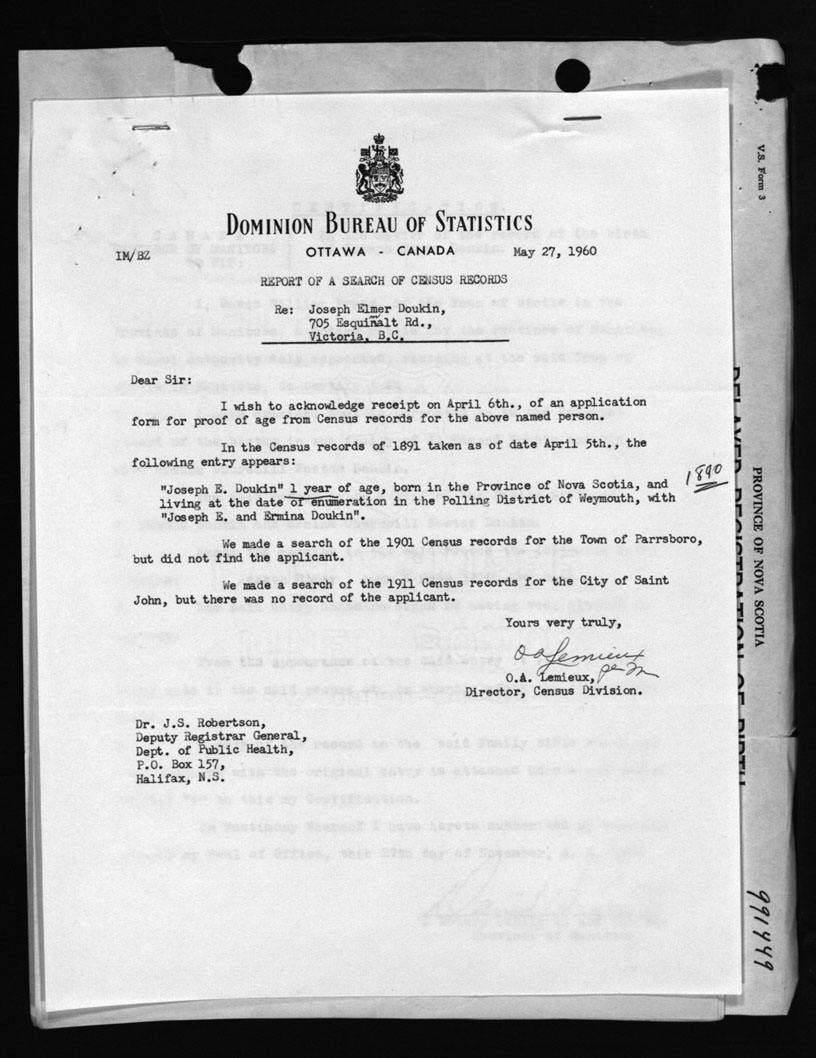 V.S. Form 3
DOMINION BUREAU OF STATISTICS
OTTAWA - CANADA
May 27, 1960
IM/BZ
REPORT OF A SEARCH OF CENSUS RECORDS
Re: Joseph Elmer Doukin,
705 Esquinalt Rd.,
Victoria, B.C.
Dear Sir:
I wish to acknowledge receipt on April 6th., of an application
form for proof of age from Census records for the above named person.
In the Census records of 1891 taken as of date April 5th., the
following entry appears:
"Joseph E. Doukin" 1 year of age, born in the Province of Nova Scotia, and
living at the date of enumeration in the Polling District of Weymouth, with
"Joseph E. and Ermina Doukin".
1890
We made a search of the 1901 Census records for the Town of Parrsboro,
but did not find the applicant.
We made a search of the 1911 Census records for the City of Saint
John, but there was no record of the applicant.
Yours very truly,
O A Lemieux
per
O.A. Lemieux,
Director, Census Division.
Dr. J.S. Robertson,
Deputy Registrar General,
Dept. of Public Health,
P.O. Box 157,
Halifax, N.S.
PROVINCE OF NOVA SCOTIA
DELAYED REGISTRATION OF BIRTH
991449